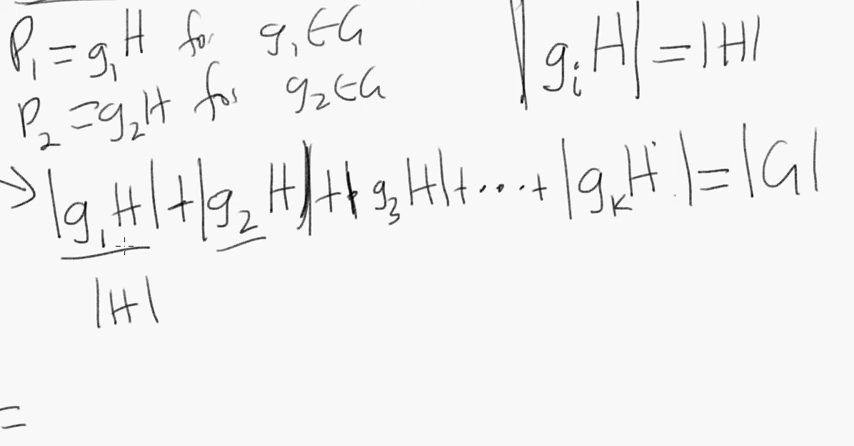 P₁ = g₁H for g₁ ∈ G
|gᵢH| = |H|
P₂ = g₂H for g₂ ∈ G
→ |g₁H| + |g₂H| + |g₃H| + ... + |gₖH| = |G|
|H|
=